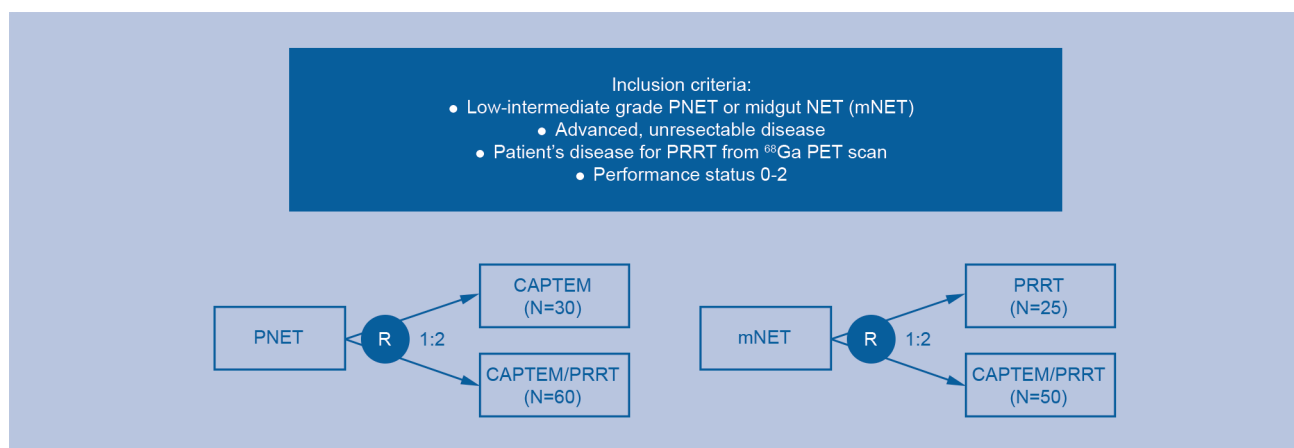 Inclusion criteria:
● Low-intermediate grade PNET or midgut NET (mNET)
● Advanced, unresectable disease
● Patient's disease for PRRT from ⁶⁸Ga PET scan
● Performance status 0-2
PNET
R
1:2
CAPTEM
(N=30)
CAPTEM/PRRT
(N=60)
mNET
R
1:2
PRRT
(N=25)
CAPTEM/PRRT
(N=50)